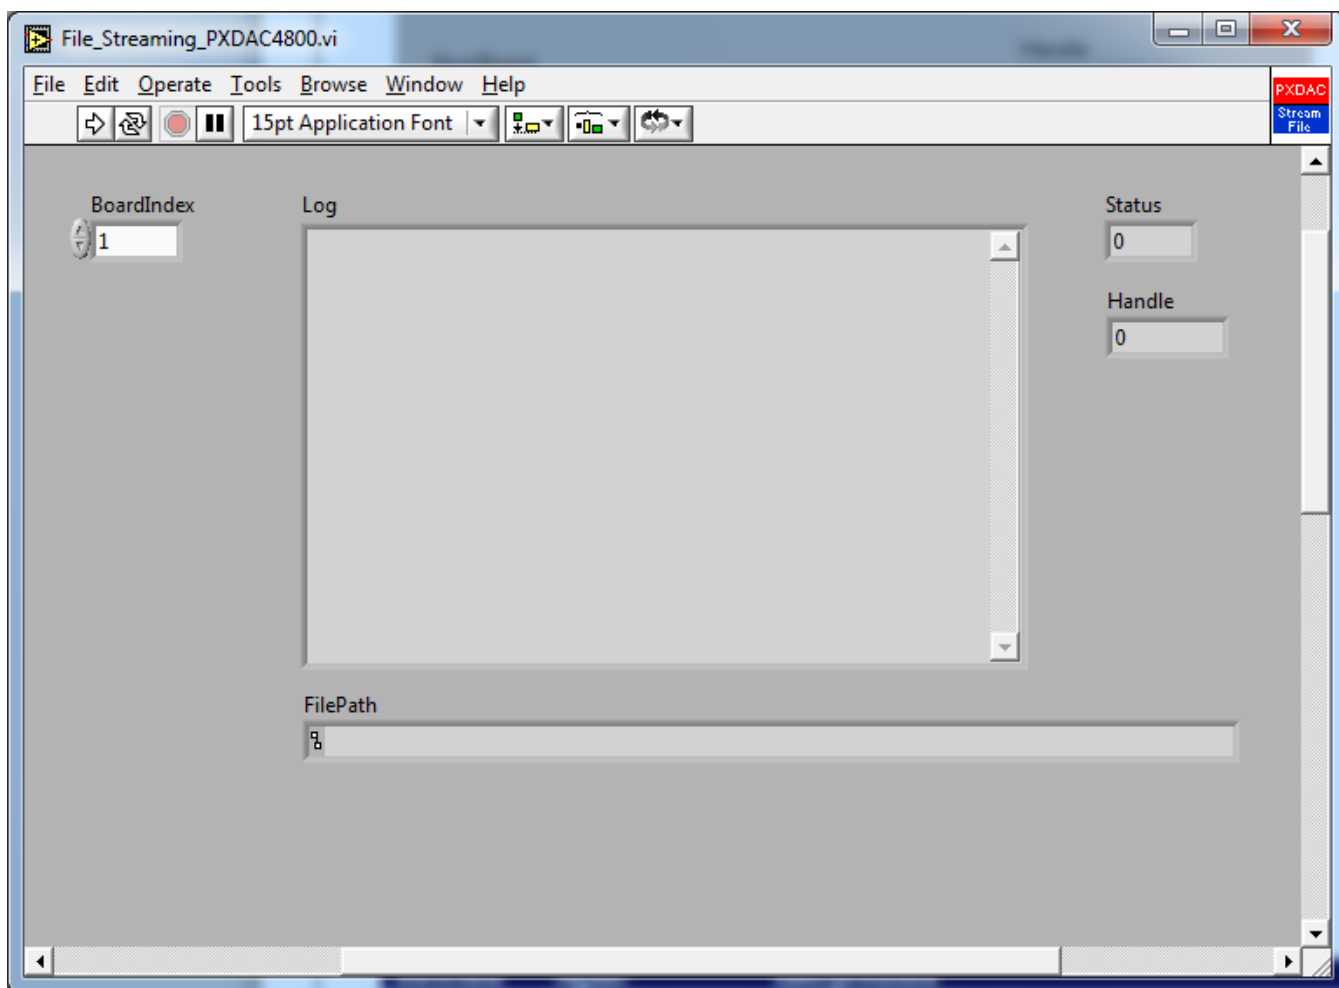 File_Streaming_PXDAC4800.vi
File Edit Operate Tools Browse Window Help
PXDAC
Stream
File
15pt Application Font
BoardIndex
1
Log
Status
0
Handle
0
FilePath